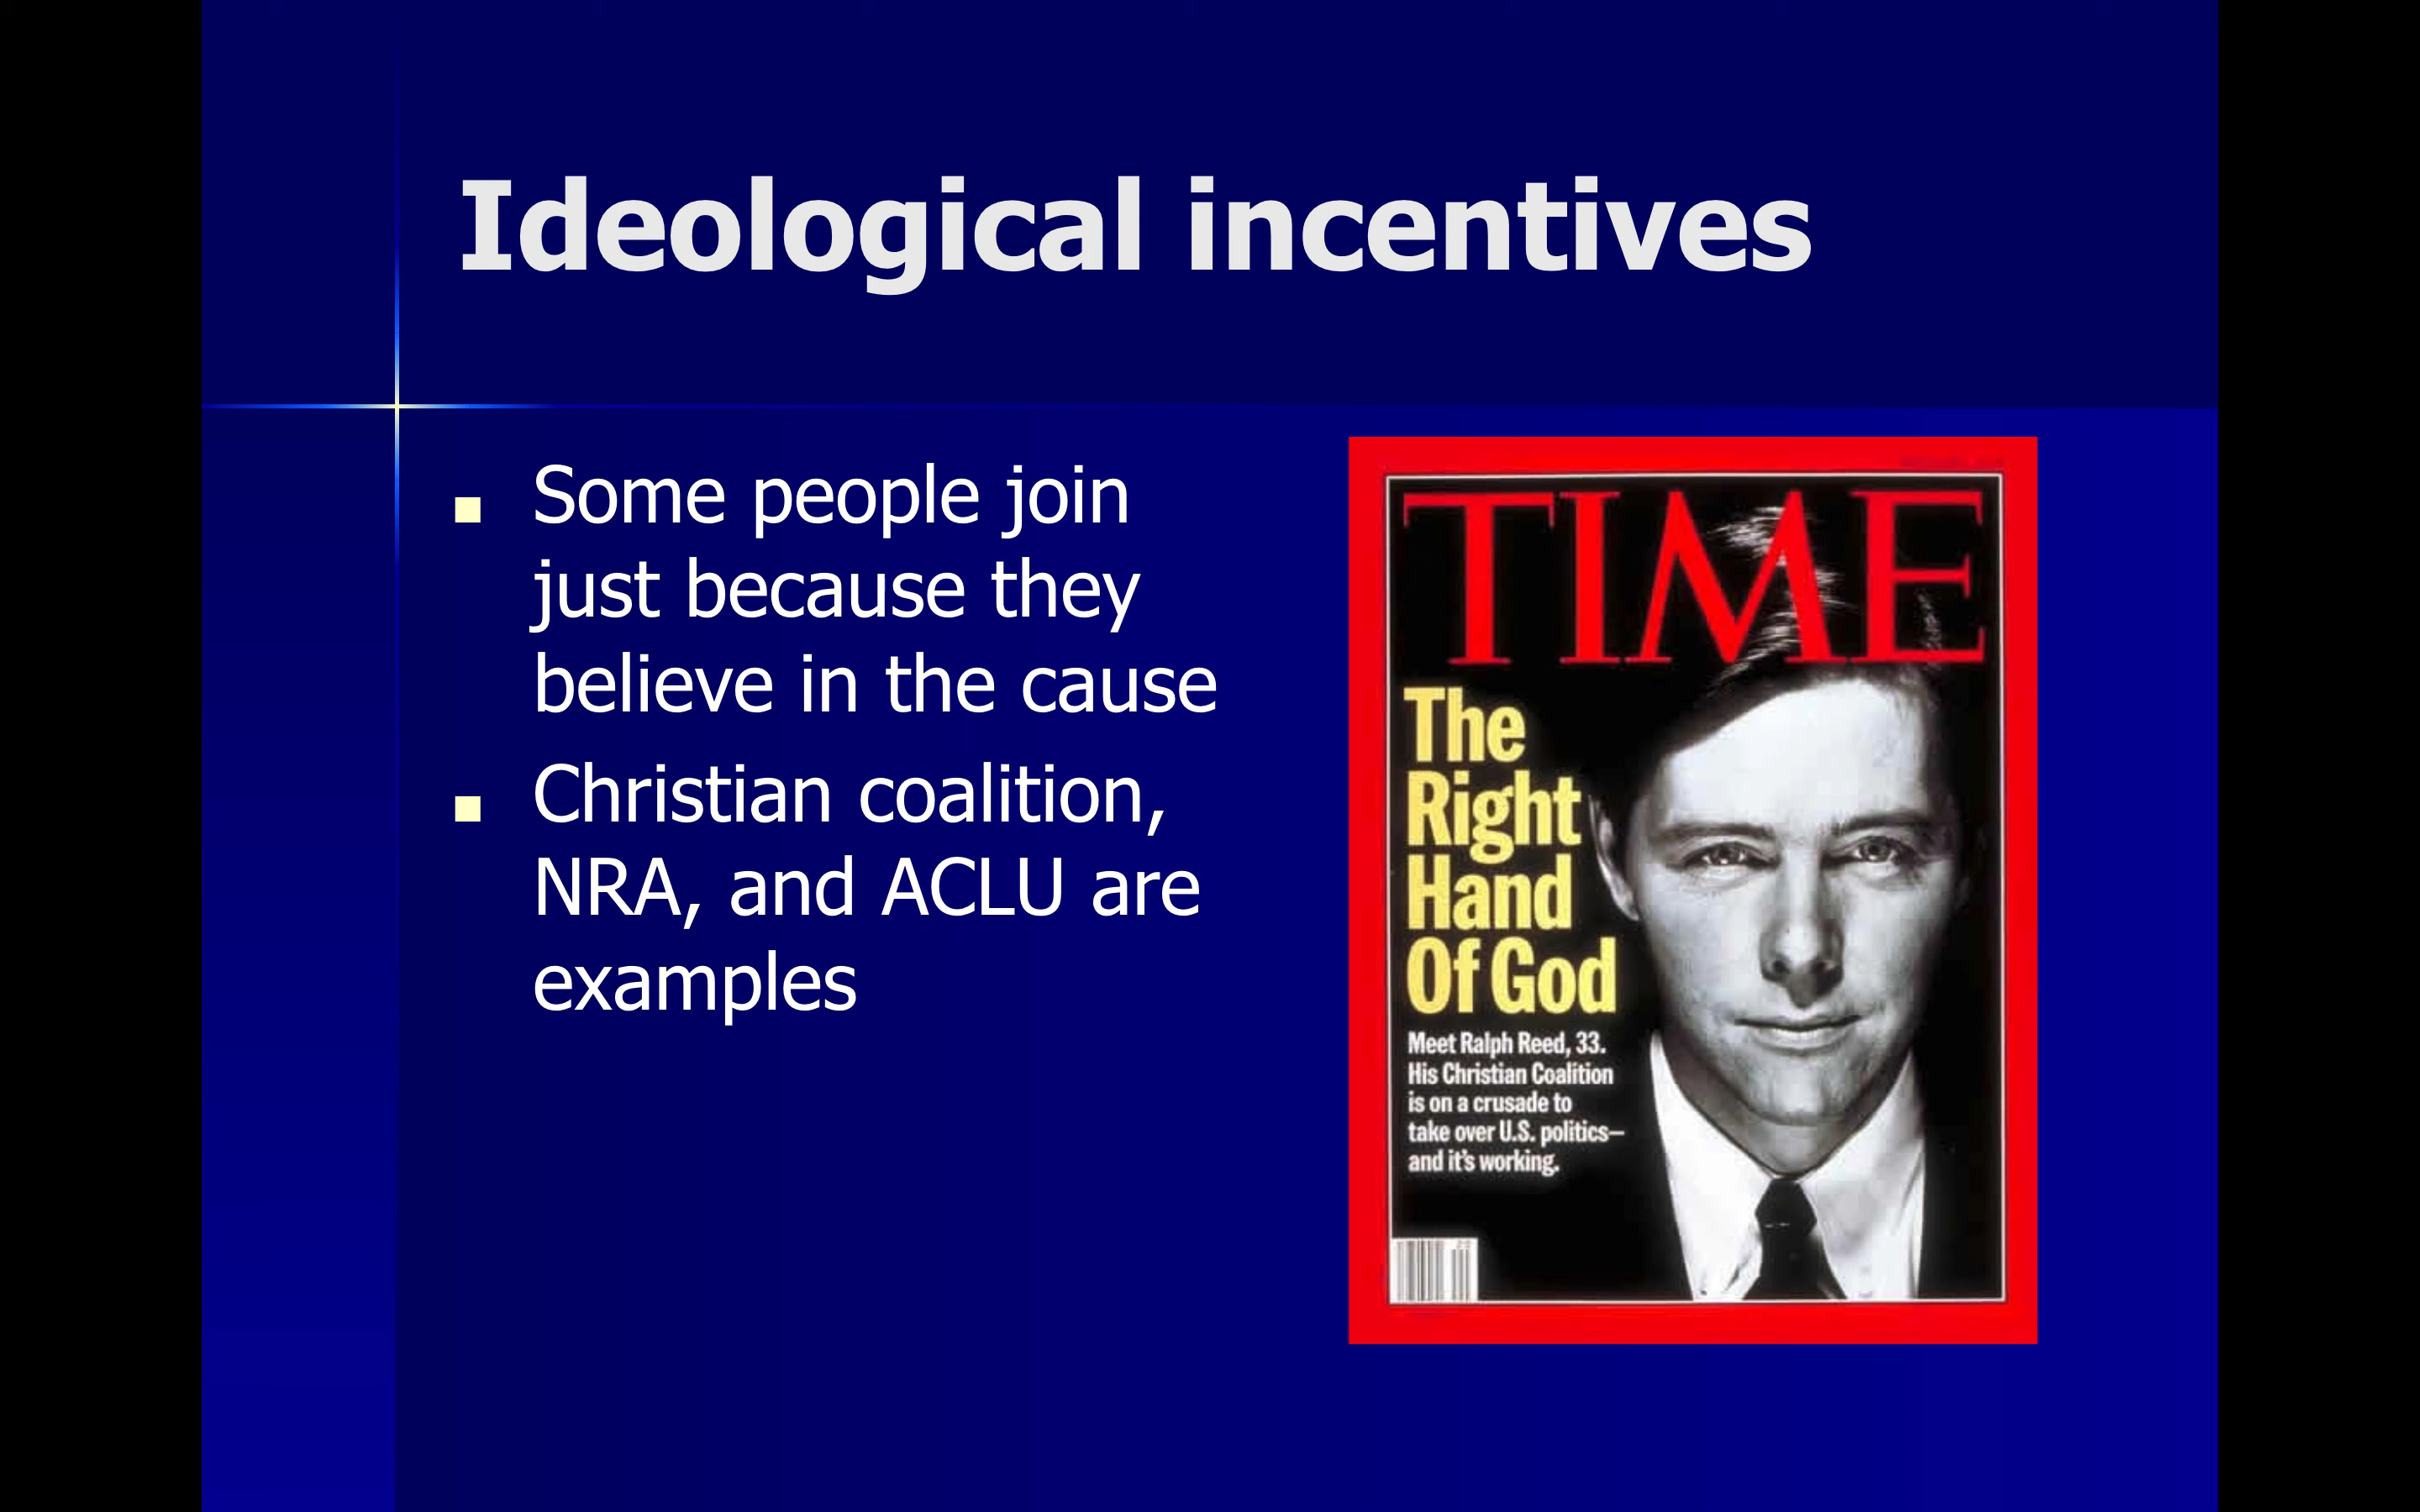 Ideological incentives
Some people join
just because they
believe in the cause
Christian coalition,
NRA, and ACLU are
examples
TIME
The
Right
Hand
Of God
Meet Ralph Reed, 33.
His Christian Coalition
is on a crusade to
take over U.S. politics—
and it's working.